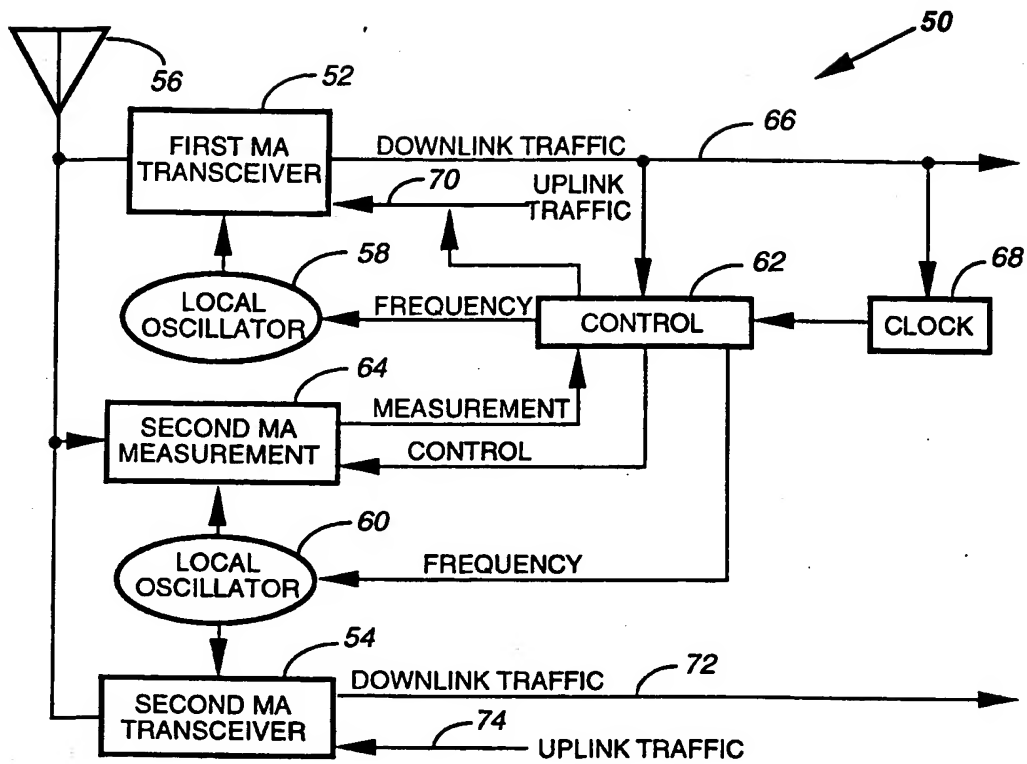 50
56
52
FIRST MA
TRANSCEIVER
DOWNLINK TRAFFIC
66
70
UPLINK
TRAFFIC
58
LOCAL
OSCILLATOR
FREQUENCY
62
CONTROL
68
CLOCK
64
SECOND MA
MEASUREMENT
MEASUREMENT
CONTROL
60
LOCAL
OSCILLATOR
FREQUENCY
54
SECOND MA
TRANSCEIVER
DOWNLINK TRAFFIC
72
74
UPLINK TRAFFIC